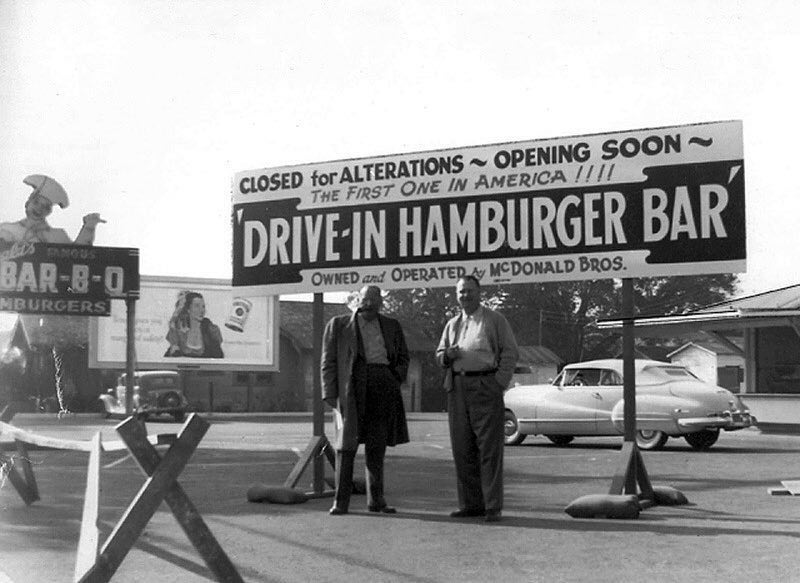 CLOSED for ALTERATIONS ~ OPENING SOON ~
THE FIRST ONE IN AMERICA !!!!
'DRIVE-IN HAMBURGER BAR'
OWNED and OPERATED by MCDONALD BROS.
FAMOUS
BAR-B-Q
MBURGERS